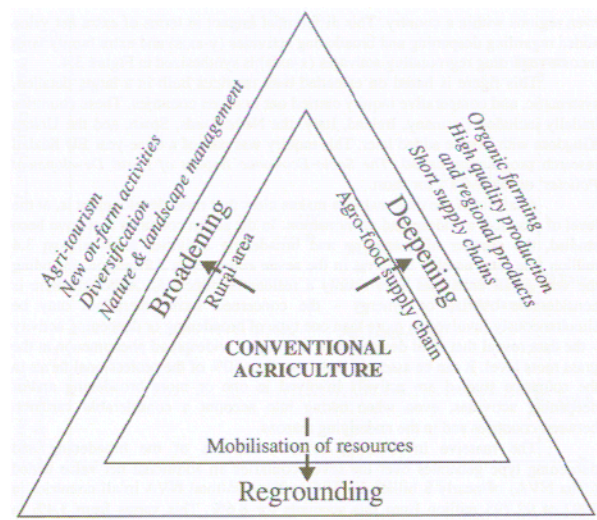 Agri-tourism
New on-farm activities
Diversification
Nature & landscape management
Broadening
Rural area
Organic farming
High quality production
and regional products
Short supply chains
Deepening
Agro-food supply chain
CONVENTIONAL
AGRICULTURE
Mobilisation of resources
Regrounding